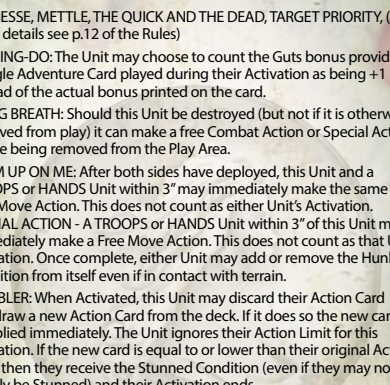 ESSE, METTLE, THE QUICK AND THE DEAD, TARGET PRIORITY, (
details see p.12 of the Rules)
ING-DO: The Unit may choose to count the Guts bonus provid
gle Adventure Card played during their Activation as being +1
ad of the actual bonus printed on the card.
G BREATH: Should this Unit be destroyed (but not if it is otherw
ved from play) it can make a free Combat Action or Special Act
e being removed from the Play Area.
M UP ON ME: After both sides have deployed, this Unit and a
OPS or HANDS Unit within 3" may immediately make the same
Move Action. This does not count as either Unit's Activation.
IAL ACTION - A TROOPS or HANDS Unit within 3" of this Unit m
ediately make a Free Move Action. This does not count as that U
ation. Once complete, either Unit may add or remove the Hunk
ition from itself even if in contact with terrain.
BLER: When Activated, this Unit may discard their Action Card
draw a new Action Card from the deck. If it does so the new car
plied immediately. The Unit ignores their Action Limit for this
ation. If the new card is equal to or lower than their original Act
then they receive the Stunned Condition (even if they may not
ly be Stunned) and their Activation ends.